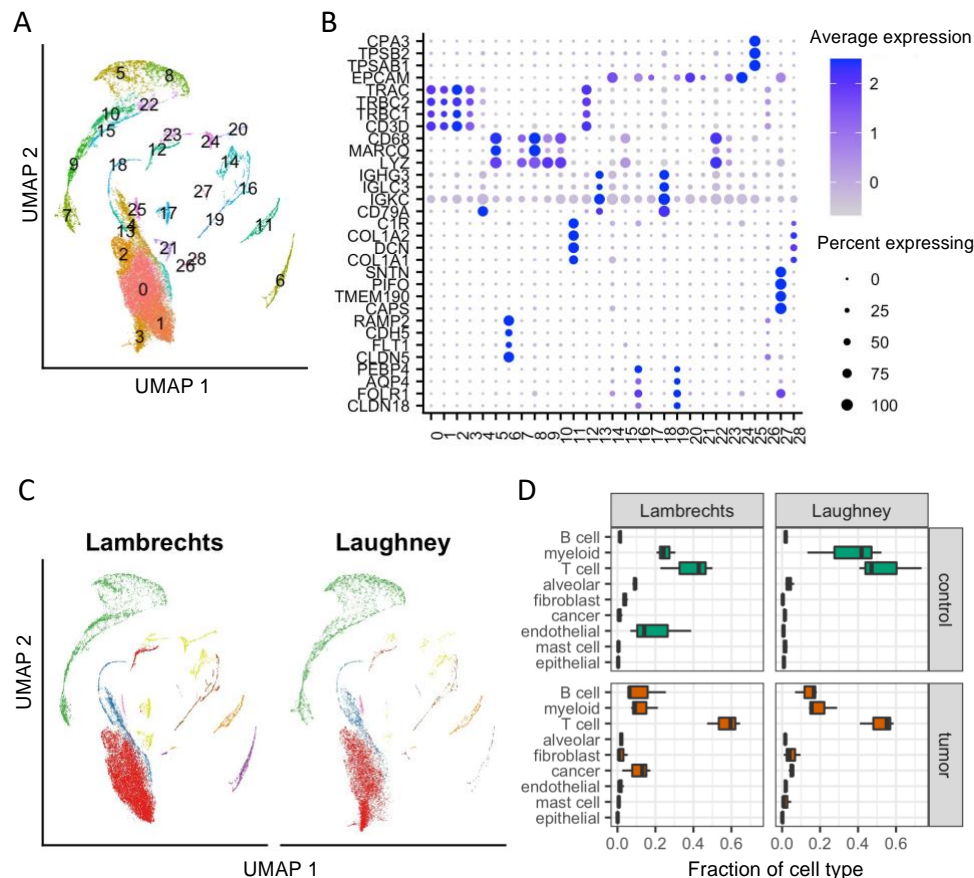 A
5
8
22
10
15
9
7
18
23
12
24
20
14
16
27
19
11
25
17
4
13
2
21
28
26
6
0
1
3
UMAP 2
UMAP 1
B
CPA3
TPSB2
TPSAB1
EPCAM
TRAC
TRBC2
TRBC1
CD3D
CD68
MARCO
LYZ
IGHG3
IGLC3
IGKC
CD79A
C1R
COL1A2
DCN
COL1A1
SNTN
PIFO
TMEM190
CAPS
RAMP2
CDH5
FLT1
CLDN5
PEBP4
AQP4
FOLR1
CLDN18
0 1 2 3 4 5 6 7 8 9 10 11 12 13 14 15 16 17 18 19 20 21 22 23 24 25 26 27 28
Average expression
2
1
0
Percent expressing
0
25
50
75
100
C
Lambrechts Laughney
UMAP 2
UMAP 1
D
Lambrechts Laughney
B cell
myeloid
T cell
alveolar
fibroblast
cancer
endothelial
mast cell
epithelial
control
B cell
myeloid
T cell
alveolar
fibroblast
cancer
endothelial
mast cell
epithelial
tumor
0.0 0.2 0.4 0.6 0.0 0.2 0.4 0.6
Fraction of cell type